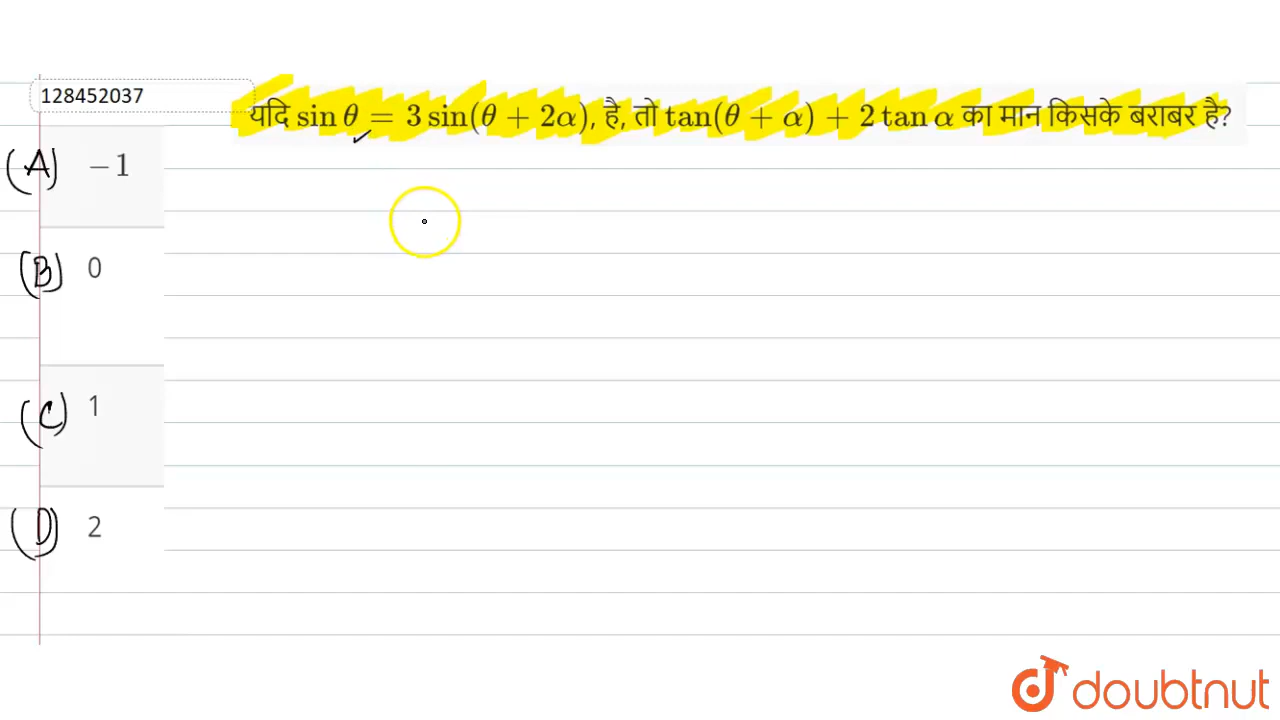 128452037
यदि sin θ = 3 sin(θ + 2α), है, तो tan(θ + α) + 2 tan α का मान किसके बराबर है?
(A) −1
(B) 0
(C) 1
(D) 2
doubtnut